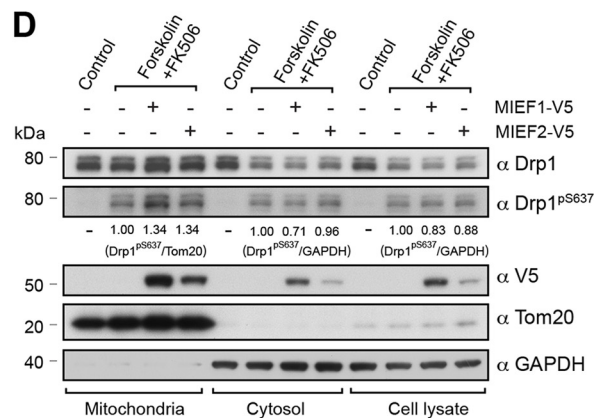 D
Control Forskolin +FK506 Control Forskolin +FK506 Control Forskolin +FK506
- - + - - - + - - - + - MIEF1-V5
- - - + - - - + - - - + MIEF2-V5
kDa
80 α Drp1
80 α Drp1pS637
- 1.00 1.34 1.34 - 1.00 0.71 0.96 - 1.00 0.83 0.88
(Drp1pS637/Tom20) (Drp1pS637/GAPDH) (Drp1pS637/GAPDH)
50 α V5
20 α Tom20
40 α GAPDH
Mitochondria Cytosol Cell lysate